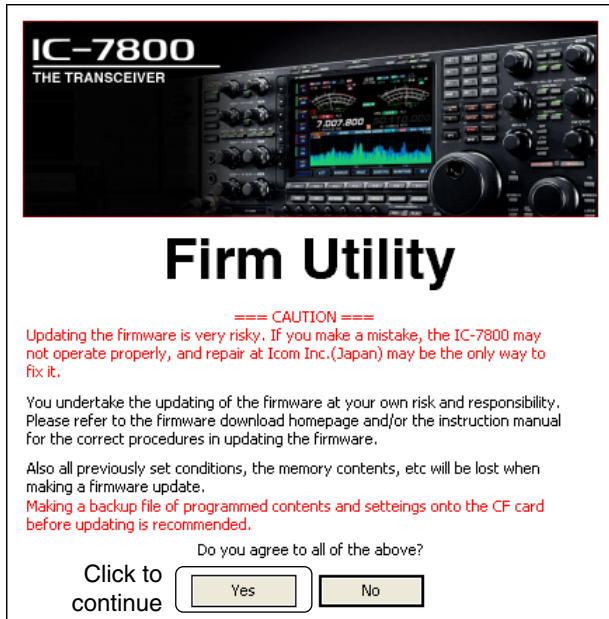 IC-7800
THE TRANSCEIVER
7.007.800
Firm Utility
=== CAUTION ===
Updating the firmware is very risky. If you make a mistake, the IC-7800 may
not operate properly, and repair at Icom Inc.(Japan) may be the only way to
fix it.
You undertake the updating of the firmware at your own risk and responsibility.
Please refer to the firmware download homepage and/or the instruction manual
for the correct procedures in updating the firmware.
Also all previously set conditions, the memory contents, etc will be lost when
making a firmware update.
Making a backup file of programmed contents and setteings onto the CF card
before updating is recommended.
Do you agree to all of the above?
Click to
continue
Yes No